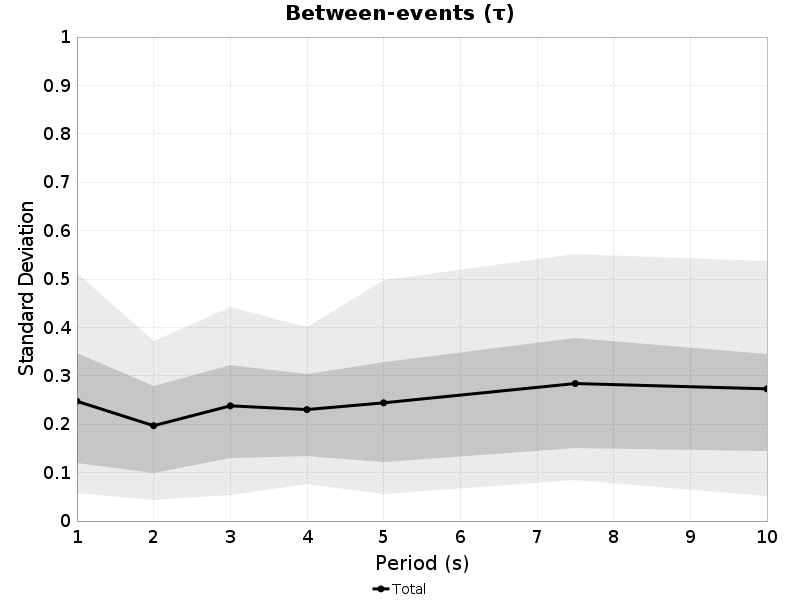 Between-events (τ)
Standard Deviation
1
0.9
0.8
0.7
0.6
0.5
0.4
0.3
0.2
0.1
0
1 2 3 4 5 6 7 8 9 10
Period (s)
Total